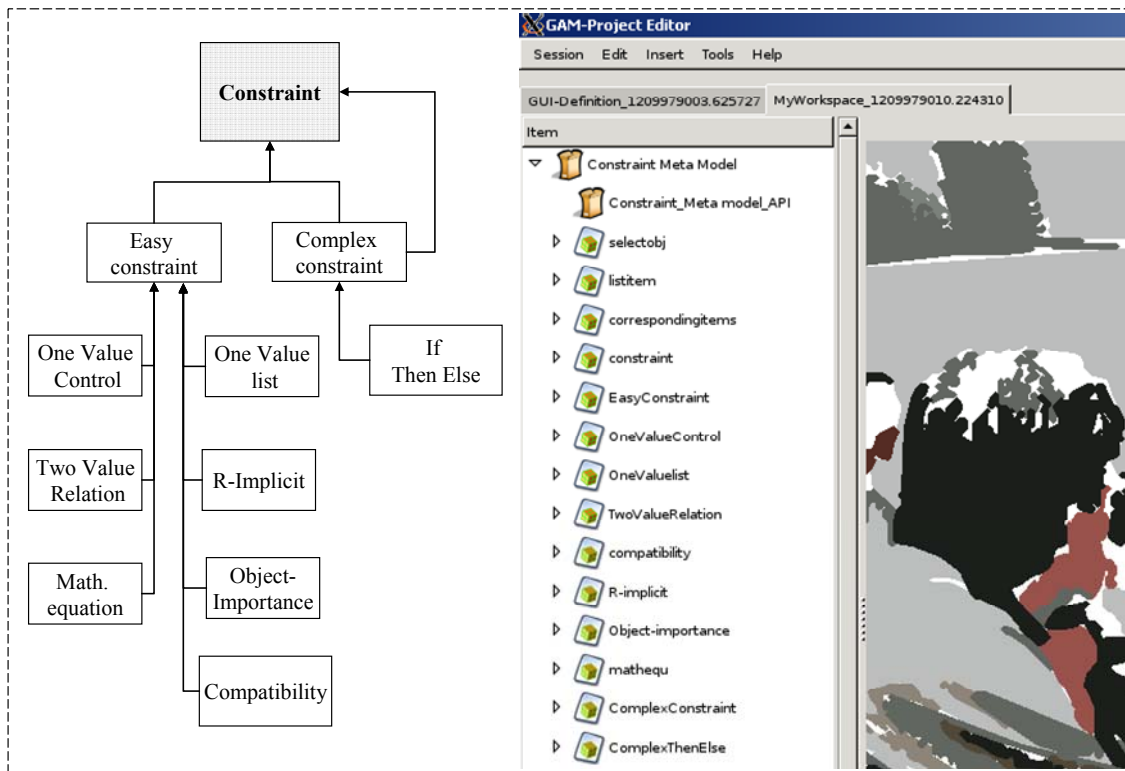 Constraint
Easy
constraint
Complex
constraint
One Value
Control
One Value
list
If
Then Else
Two Value
Relation
R-Implicit
Math.
equation
Object-
Importance
Compatibility
GAM-Project Editor
Session Edit Insert Tools Help
GUI-Definition_1209979003.625727 MyWorkspace_1209979010.224310
Item
Constraint Meta Model
Constraint_Meta model_API
selectobj
listitem
correspondingitems
constraint
EasyConstraint
OneValueControl
OneValuelist
TwoValueRelation
compatibility
R-implicit
Object-importance
mathequ
ComplexConstraint
ComplexThenElse